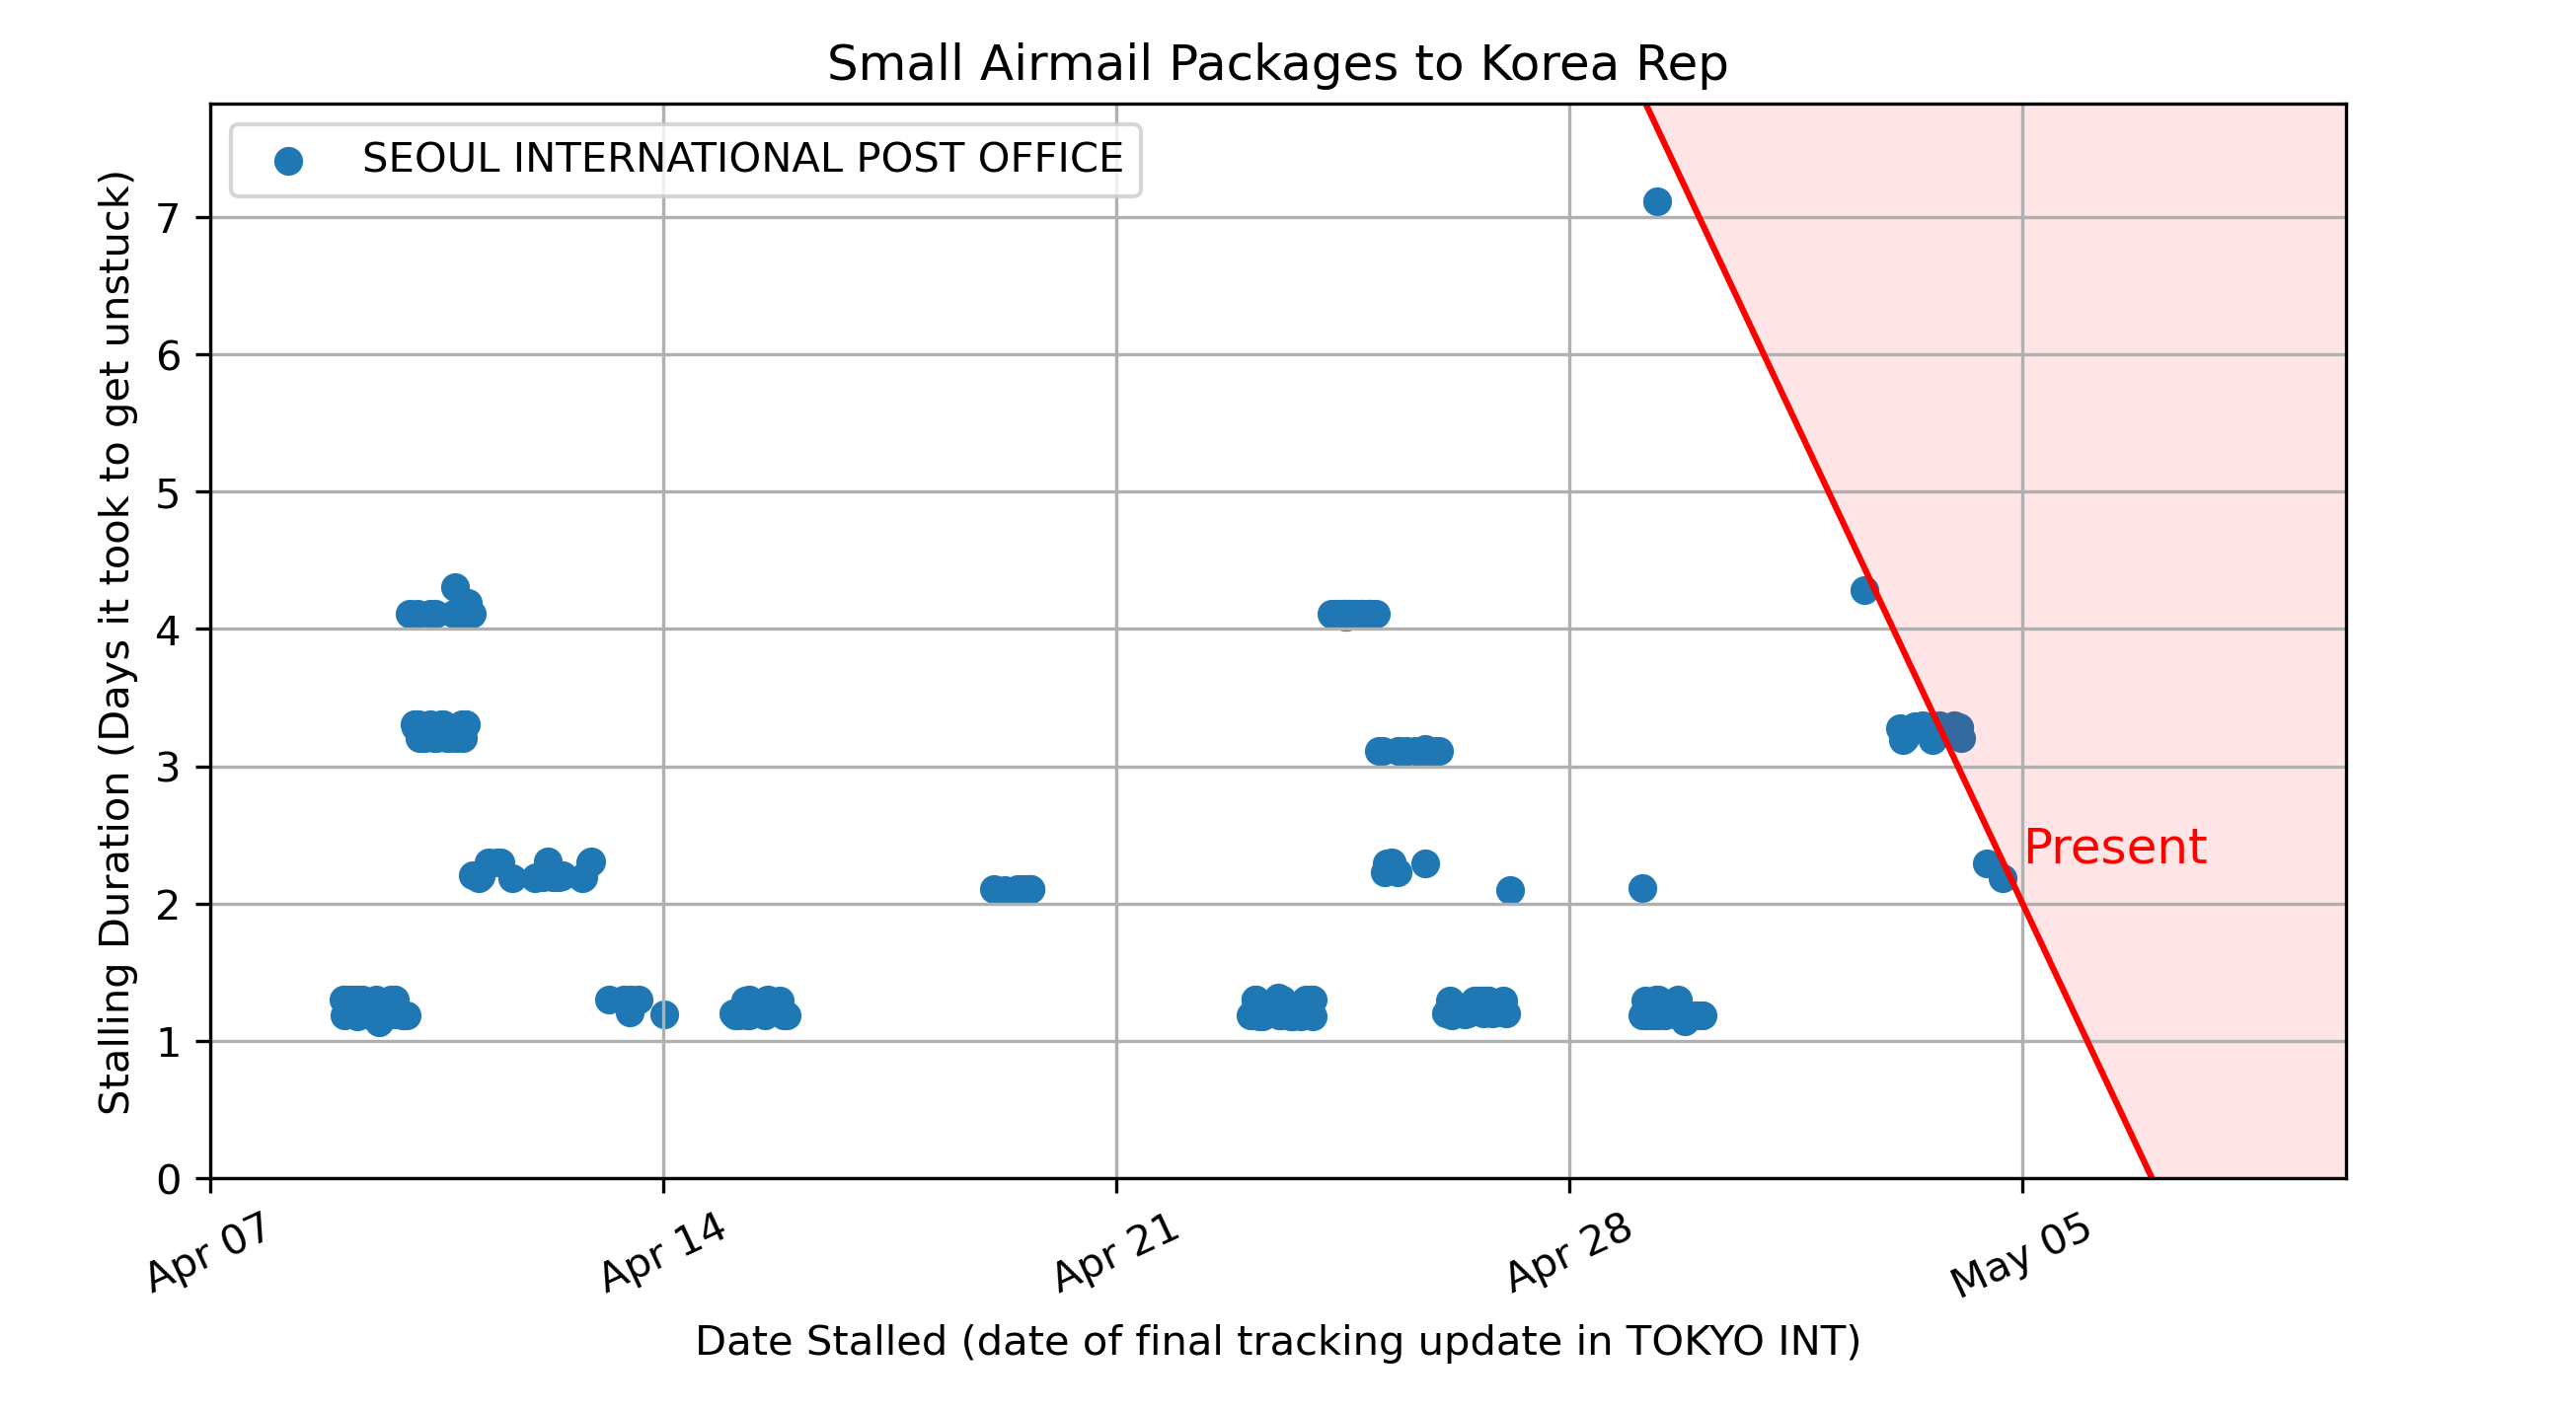 Small Airmail Packages to Korea Rep
SEOUL INTERNATIONAL POST OFFICE
Stalling Duration (Days it took to get unstuck)
7
6
5
4
3
2
1
0
Present
Apr 07
Apr 14
Apr 21
Apr 28
May 05
Date Stalled (date of final tracking update in TOKYO INT)